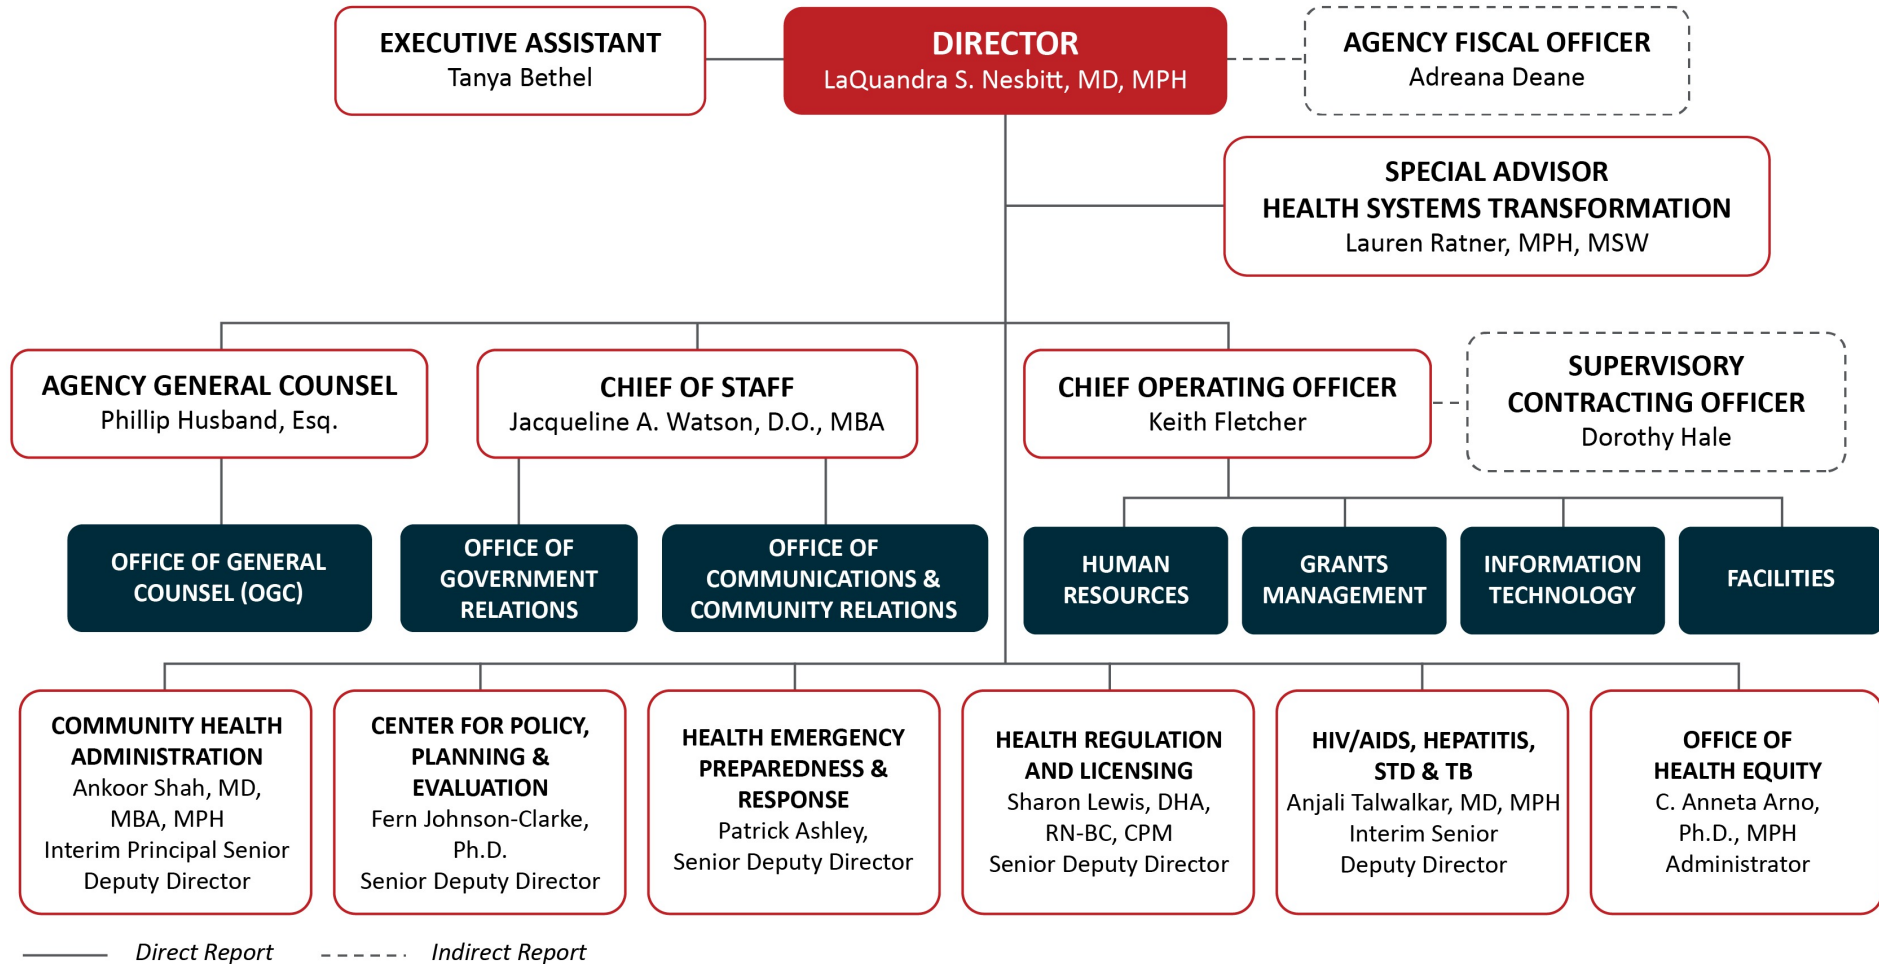 EXECUTIVE ASSISTANT
Tanya Bethel
DIRECTOR
LaQuandra S. Nesbitt, MD, MPH
AGENCY FISCAL OFFICER
Adreana Deane
SPECIAL ADVISOR
HEALTH SYSTEMS TRANSFORMATION
Lauren Ratner, MPH, MSW
AGENCY GENERAL COUNSEL
Phillip Husband, Esq.
CHIEF OF STAFF
Jacqueline A. Watson, D.O., MBA
CHIEF OPERATING OFFICER
Keith Fletcher
SUPERVISORY
CONTRACTING OFFICER
Dorothy Hale
OFFICE OF GENERAL
COUNSEL (OGC)
OFFICE OF
GOVERNMENT
RELATIONS
OFFICE OF
COMMUNICATIONS &
COMMUNITY RELATIONS
HUMAN
RESOURCES
GRANTS
MANAGEMENT
INFORMATION
TECHNOLOGY
FACILITIES
COMMUNITY HEALTH
ADMINISTRATION
Ankoor Shah, MD,
MBA, MPH
Interim Principal Senior
Deputy Director
CENTER FOR POLICY,
PLANNING &
EVALUATION
Fern Johnson-Clarke,
Ph.D.
Senior Deputy Director
HEALTH EMERGENCY
PREPAREDNESS &
RESPONSE
Patrick Ashley,
Senior Deputy Director
HEALTH REGULATION
AND LICENSING
Sharon Lewis, DHA,
RN-BC, CPM
Senior Deputy Director
HIV/AIDS, HEPATITIS,
STD & TB
Anjali Talwalkar, MD, MPH
Interim Senior
Deputy Director
OFFICE OF
HEALTH EQUITY
C. Anneta Arno,
Ph.D., MPH
Administrator
Direct Report
Indirect Report